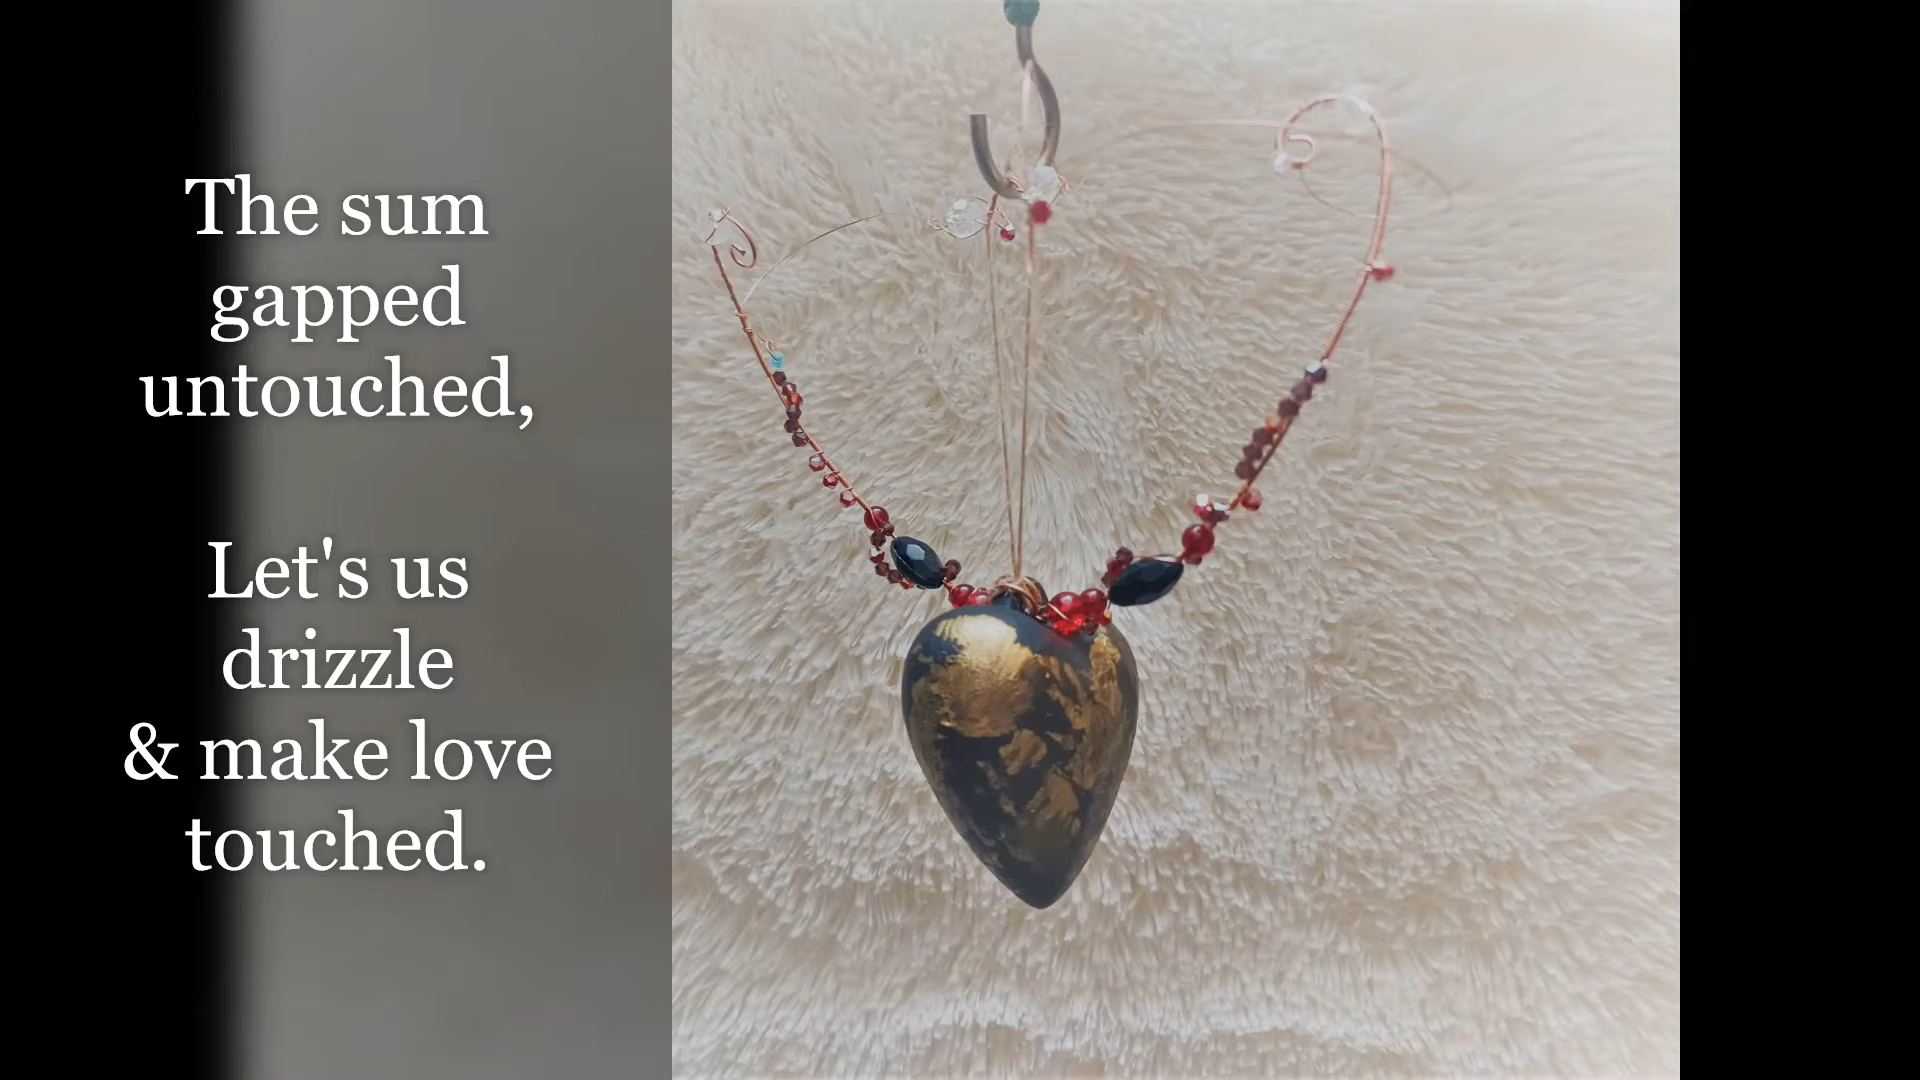 The sum
gapped
untouched,
Let's us
drizzle
& make love
touched.